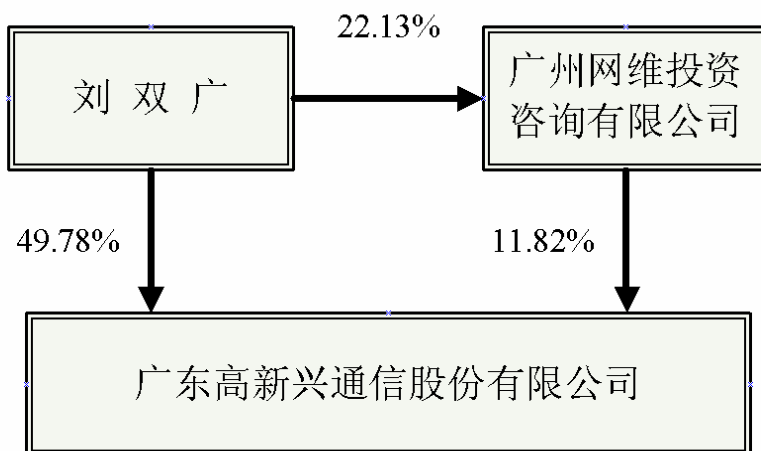 22.13%
刘 双 广
广州网维投资
咨询有限公司
49.78%
11.82%
广东高新兴通信股份有限公司